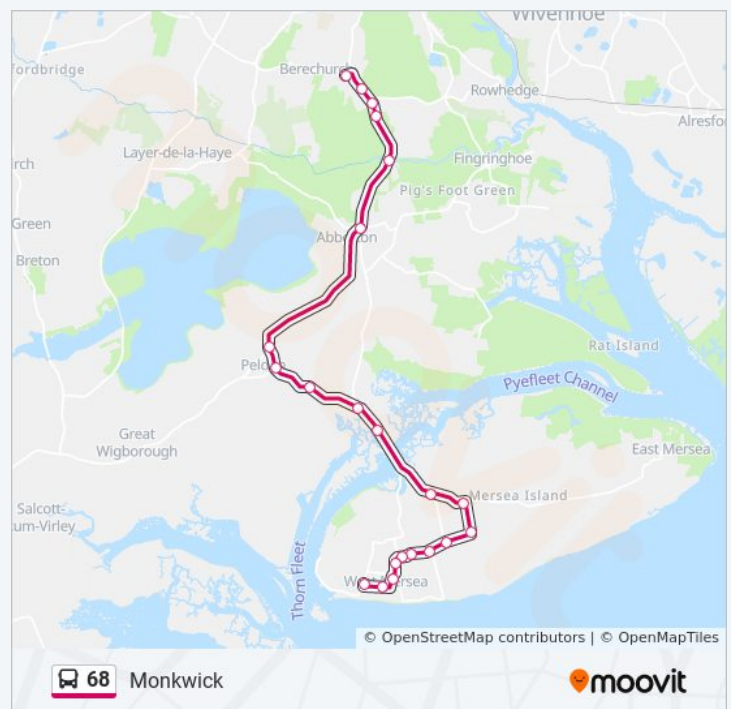 Wivenhoe
fordbridge
Berechurch
Rowhedge
Alresfo
rch
Layer-de-la-Haye
Fingringhoe
Pig's Foot Green
Green
Abberton
Breton
Rat Island
Peldon
Pyefleet Channel
Great
Wigborough
East Mersea
Mersea Island
Salcott-
cum-Virley
Thorn Fleet
West Mersea
© OpenStreetMap contributors | © OpenMapTiles
68 Monkwick
moovit